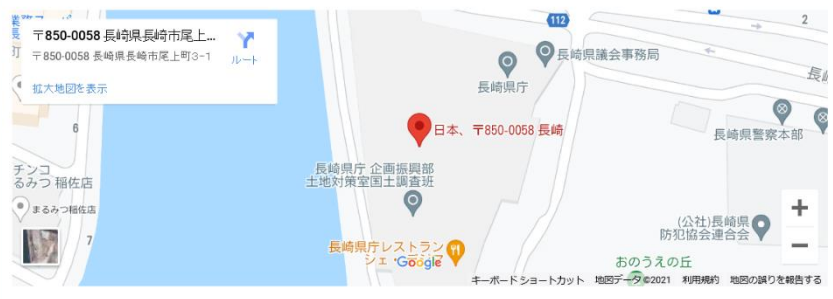 〒850-0058 長崎県長崎市尾上...
〒850-0058 長崎県長崎市尾上町3-1
ルート
拡大地図を表示
112
2
長崎県議会事務局
長崎県庁
6
日本、〒850-0058 長崎
長崎県警察本部
チンコ
るみつ 稲佐店
まるみつ稲佐店
長崎県庁 企画振興部
土地対策室国土調査班
(公社)長崎県
防犯協会連合会
+
−
7
長崎県庁レストラン
シェ・デジマ
Google
おのうえの丘
キーボード ショートカット
地図データ ©2021
利用規約
地図の誤りを報告する